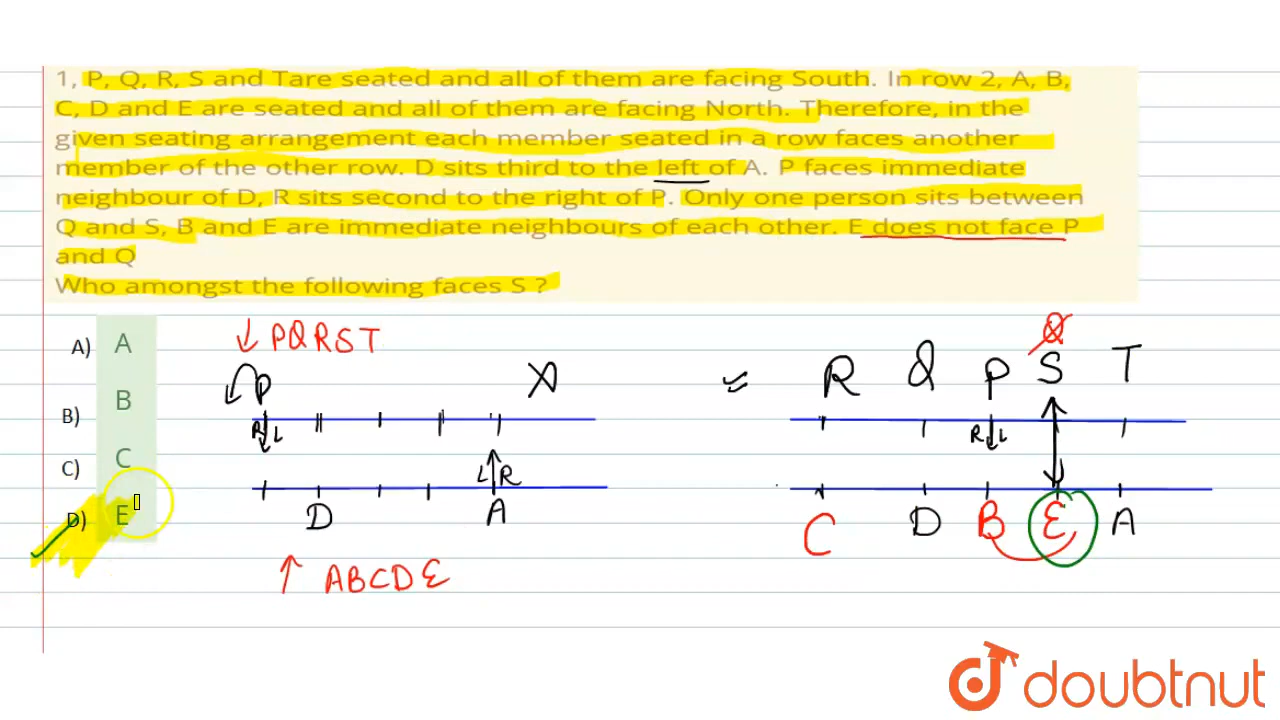 1, P, Q, R, S and Tare seated and all of them are facing South. In row 2, A, B,
C, D and E are seated and all of them are facing North. Therefore, in the
given seating arrangement each member seated in a row faces another
member of the other row. D sits third to the left of A. P faces immediate
neighbour of D, R sits second to the right of P. Only one person sits between
Q and S, B and E are immediate neighbours of each other. E does not face P
and Q
Who amongst the following faces S ?
A) A
B) B
C) C
D) E
↓ PQRST
P
R L
L R
D A
↑ ABCDE
Q
R Q P S T
R L
C D B E A
doubtnut